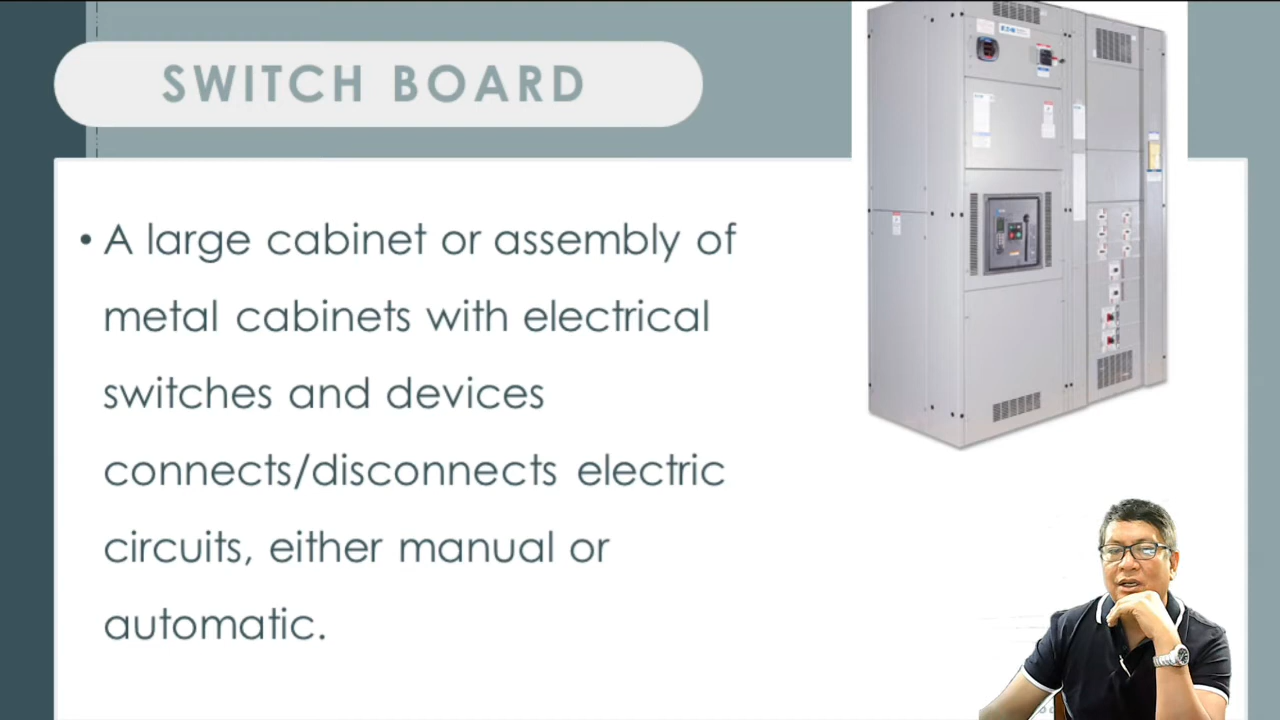 SWITCH BOARD
• A large cabinet or assembly of
metal cabinets with electrical
switches and devices
connects/disconnects electric
circuits, either manual or
automatic.